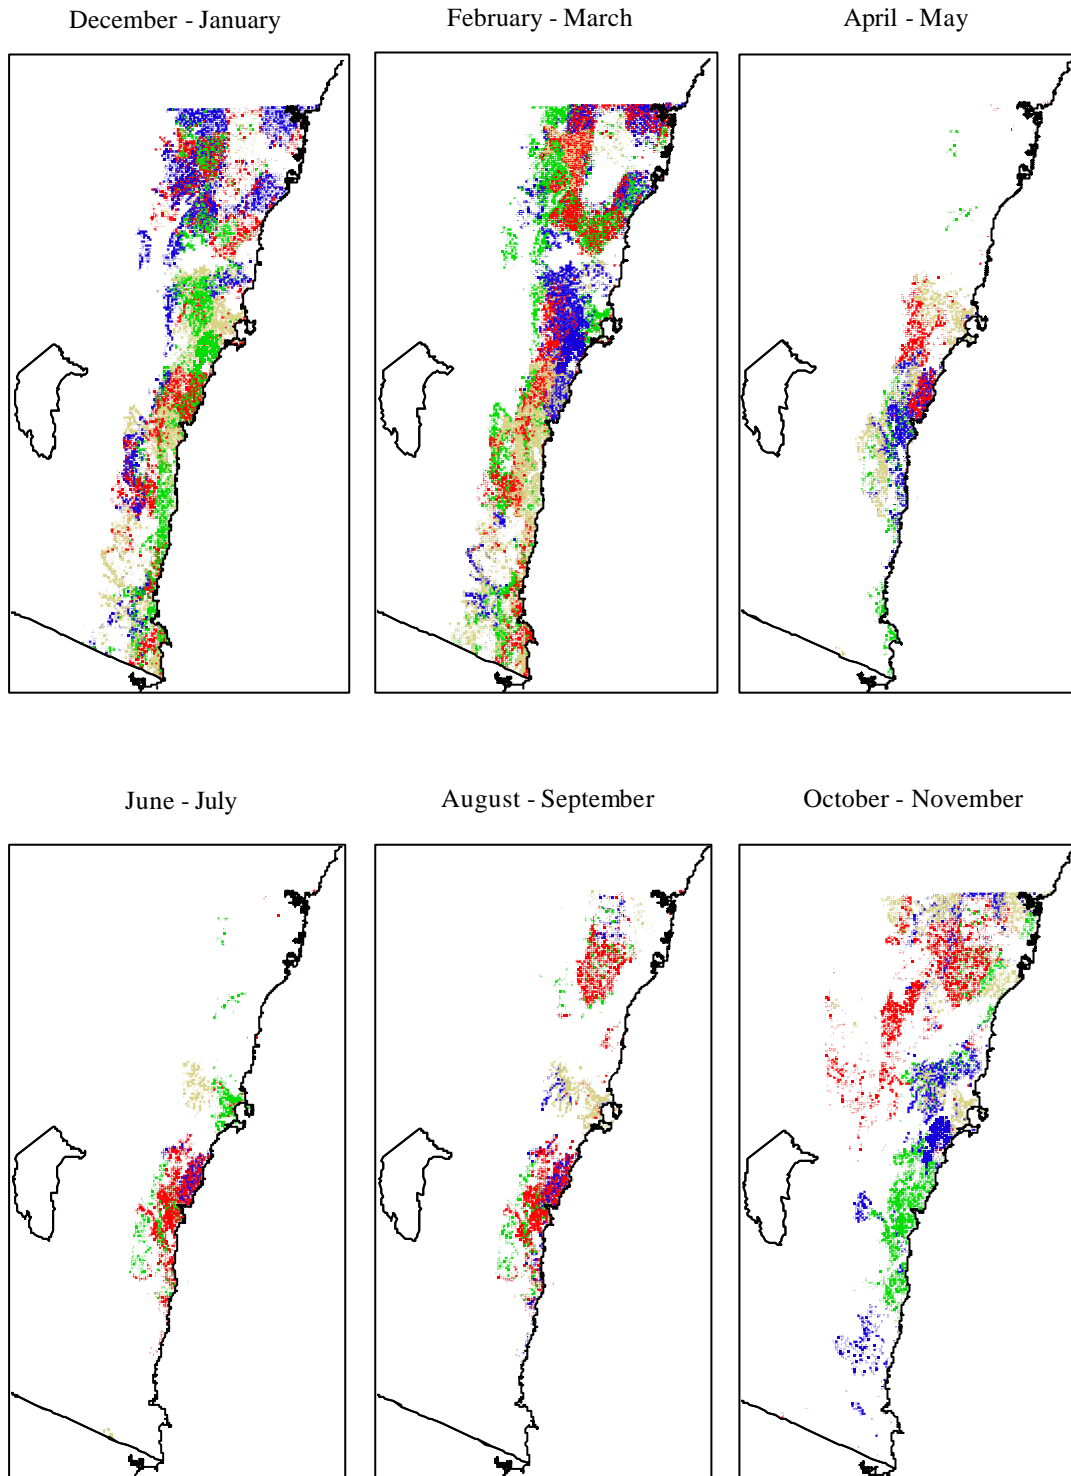 December - January
February - March
April - May
June - July
August - September
October - November